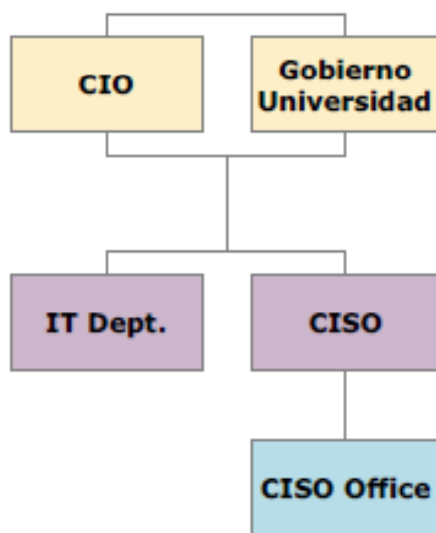 CIO
Gobierno
Universidad
IT Dept.
CISO
CISO Office